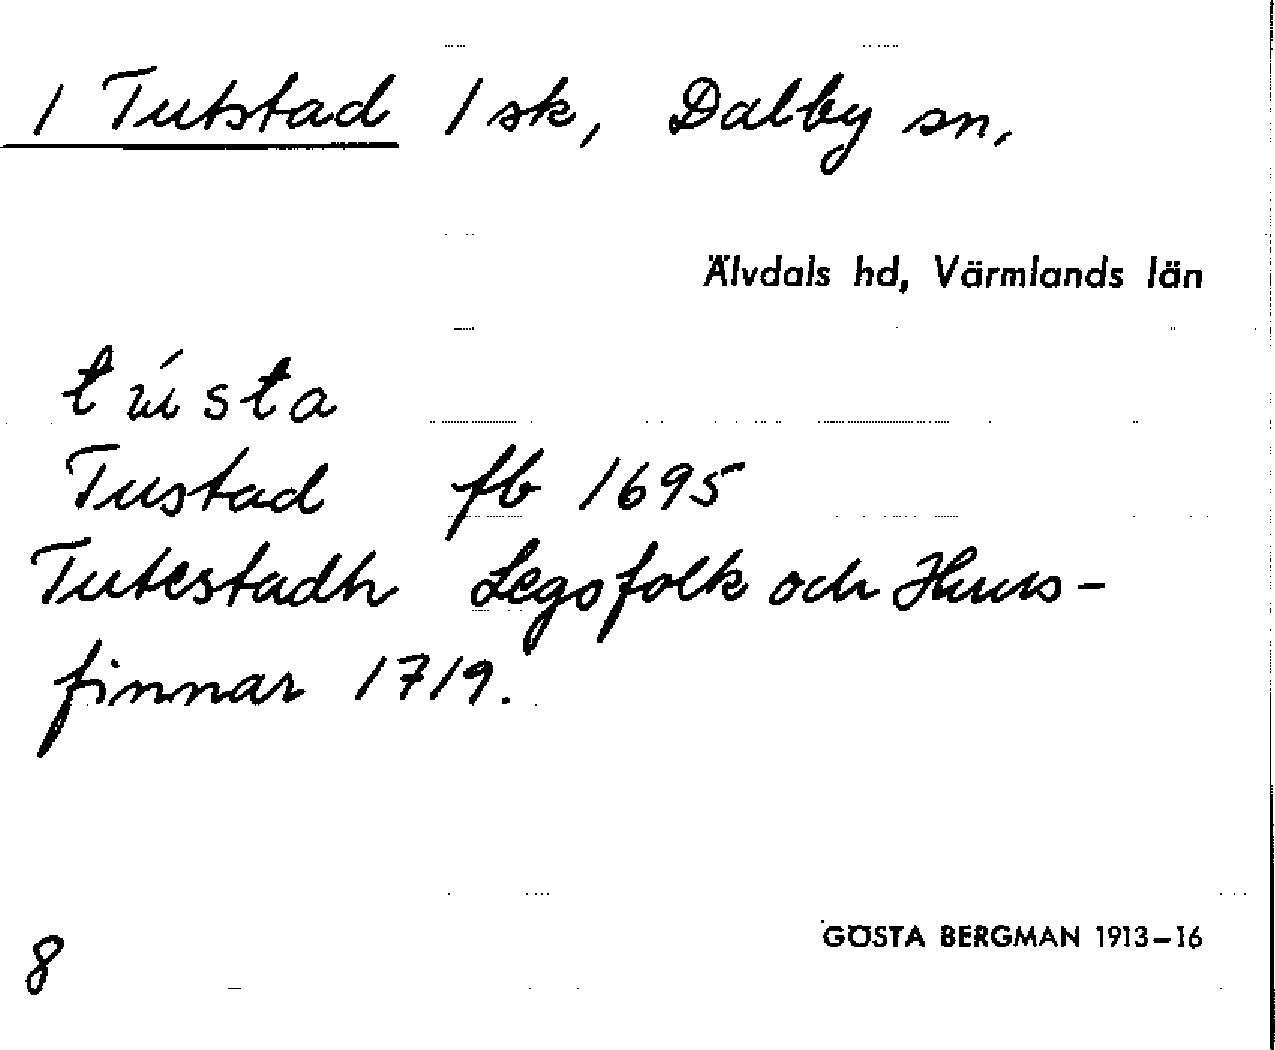 1 Tutstad 1 sk, Dalby sn,
Älvdals hd, Värmlands län
tústa
Tustad fb 1695
Tutestadh Legofolk och Huus-
finnar 1719.
8
GÖSTA BERGMAN 1913-16